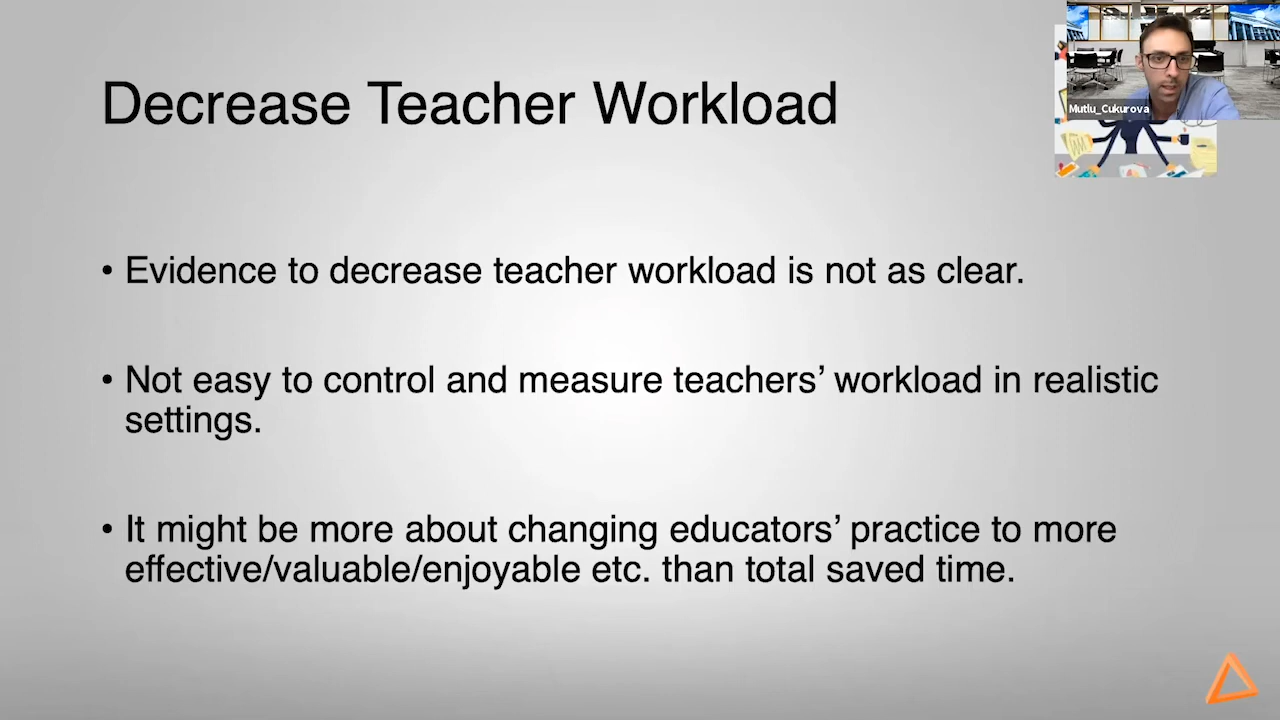 Decrease Teacher Workload
Mutlu_Cukurova
• Evidence to decrease teacher workload is not as clear.
• Not easy to control and measure teachers’ workload in realistic
settings.
• It might be more about changing educators’ practice to more
effective/valuable/enjoyable etc. than total saved time.